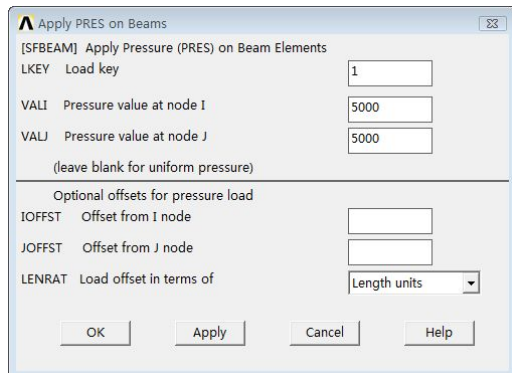 Apply PRES on Beams
[SFBEAM] Apply Pressure (PRES) on Beam Elements
LKEY Load key 1
VALI Pressure value at node I 5000
VALJ Pressure value at node J 5000
(leave blank for uniform pressure)
Optional offsets for pressure load
IOFFST Offset from I node
JOFFST Offset from J node
LENRAT Load offset in terms of Length units
OK Apply Cancel Help